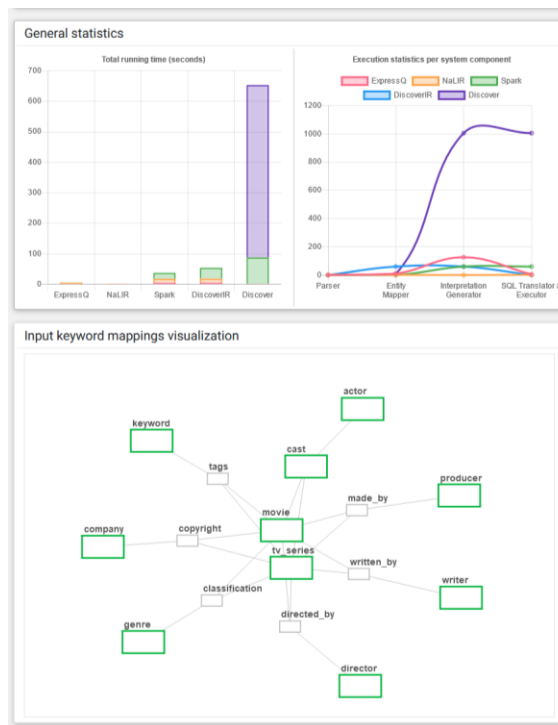 General statistics
Total running time (seconds)
700
600
500
400
300
200
100
0
ExpressQ
NaLIR
Spark
DiscoverIR
Discover
Execution statistics per system component
ExpressQ NaLIR Spark
DiscoverIR Discover
1200
1000
800
600
400
200
0
Parser
Entity
Mapper
Interpretation
Generator
SQL Translator &
Executor
Input keyword mappings visualization
actor
keyword
cast
tags
producer
made_by
movie
company
copyright
tv_series
written_by
classification
writer
directed_by
genre
director